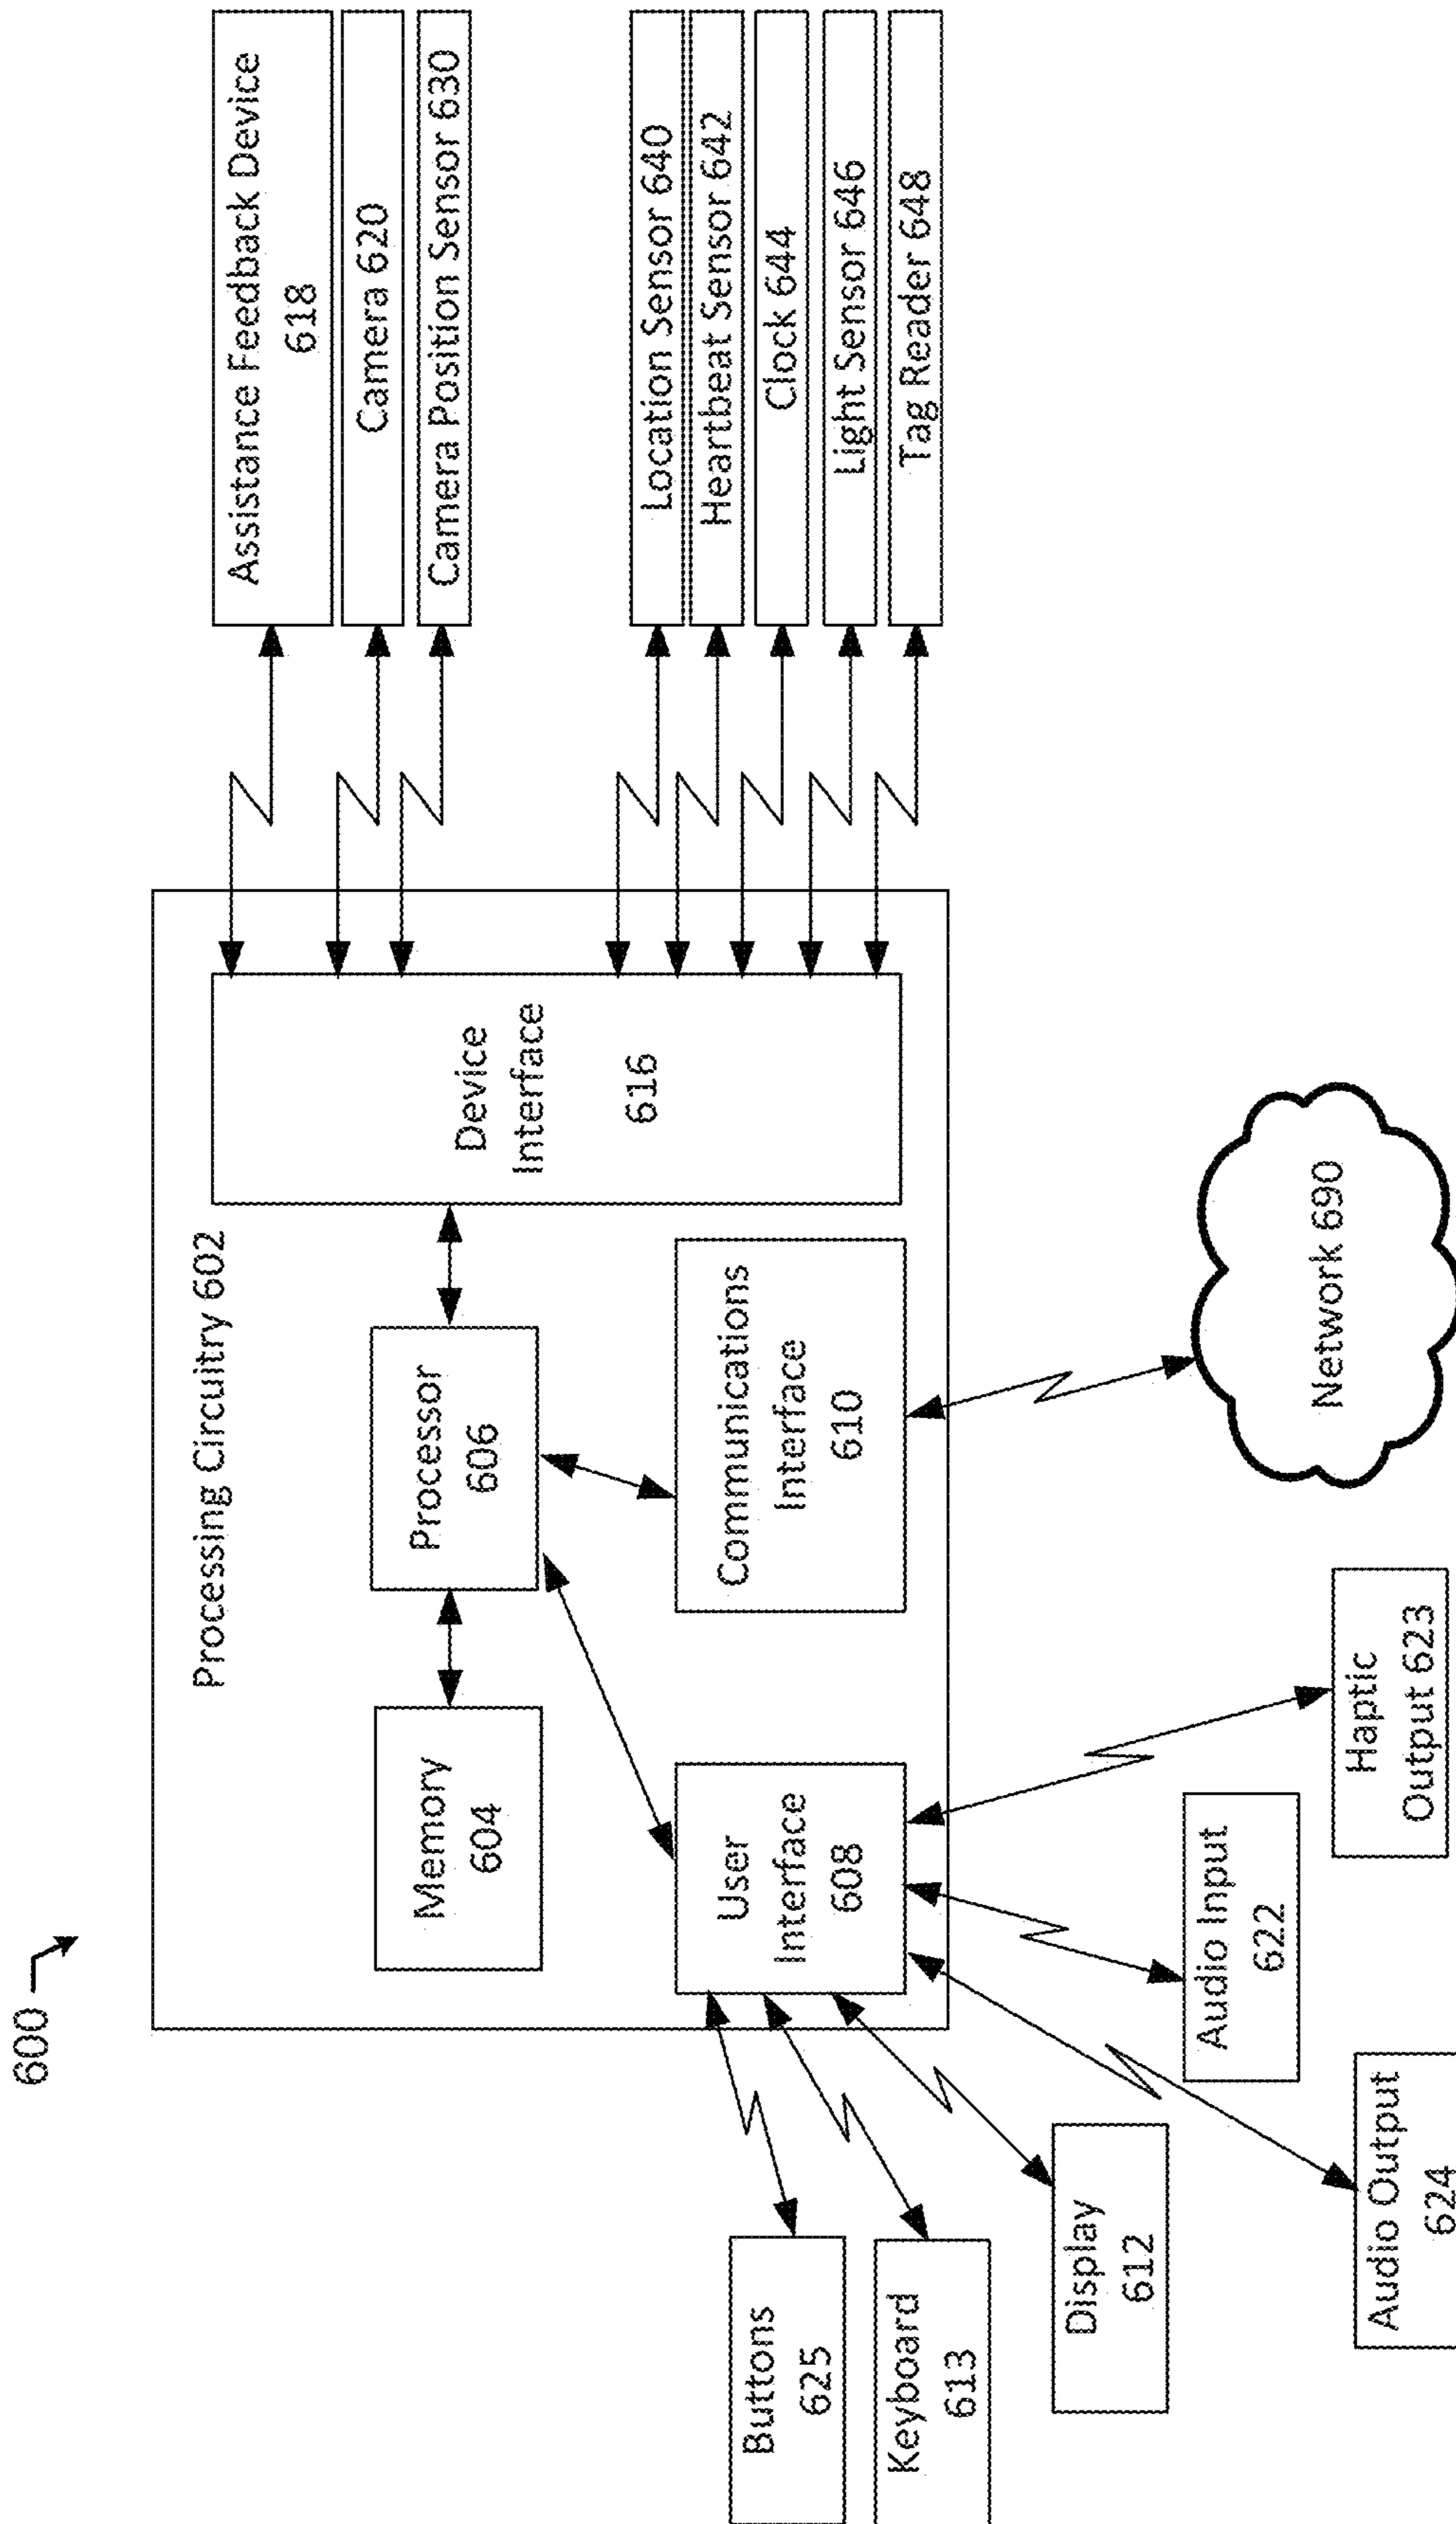 600
Processing Circuitry 602
Memory
604
Processor
606
Device
Interface
616
User
Interface
608
Communications
Interface
610
Assistance Feedback Device
618
Camera 620
Camera Position Sensor 630
Location Sensor 640
Heartbeat Sensor 642
Clock 644
Light Sensor 646
Tag Reader 648
Buttons
625
Keyboard
613
Display
612
Audio Output
624
Audio Input
622
Haptic
Output 623
Network 690